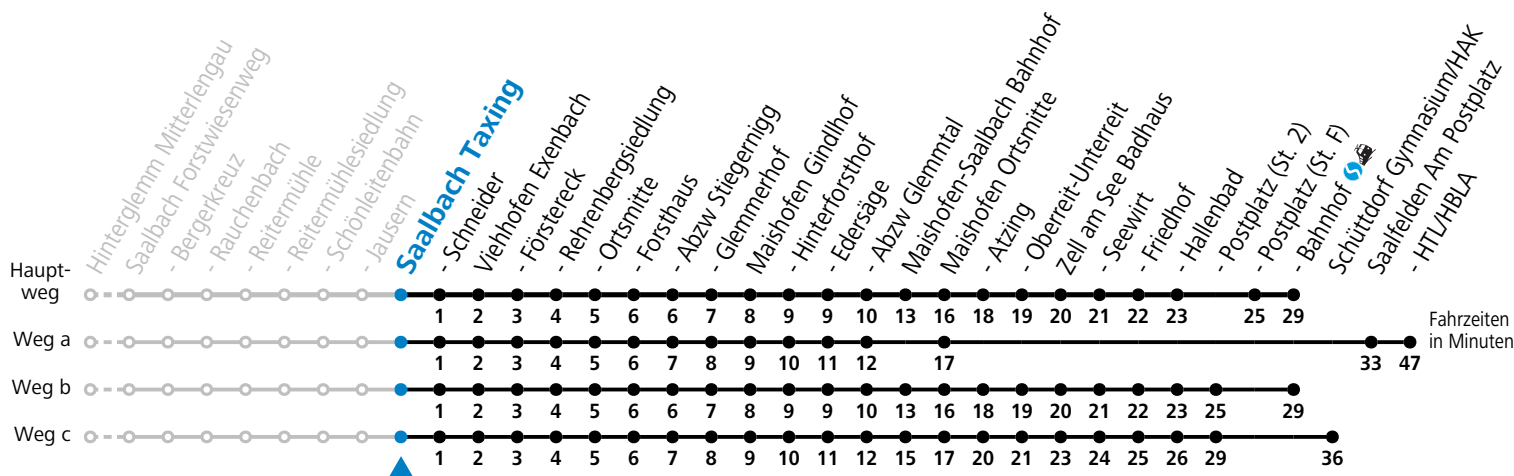 Hinterglemm Mitterlengau
Saalbach Forstwiesenweg
- Bergerkreuz
- Rauchenbach
- Reitermühle
- Reitermühlesiedlung
- Schönleitenbahn
- Jausern
Saalbach Taxing
- Schneider
Viehhofen Exenbach
- Förstereck
- Rehrenbergsiedlung
- Ortsmitte
- Forsthaus
- Abzw Stiegernigg
- Glemmerhof
Maishofen Gindlhof
- Hinterforsthof
- Edersäge
- Abzw Glemmtal
Maishofen-Saalbach Bahnhof
Maishofen Ortsmitte
- Atzing
- Oberreit-Unterreit
Zell am See Badhaus
- Seewirt
- Friedhof
- Hallenbad
- Postplatz (St. 2)
- Postplatz (St. F)
- Bahnhof
Schüttdorf Gymnasium/HAK
Saalfelden Am Postplatz
- HTL/HBLA
Haupt-
weg
1 2 3 4 5 6 6 7 8 9 9 10 13 16 18 19 20 21 22 23 25 29
Weg a
1 2 3 4 5 6 7 8 9 10 11 12 17 33 47
Fahrzeiten
in Minuten
Weg b
1 2 3 4 5 6 6 7 8 9 9 10 13 16 18 19 20 21 22 23 25 29
Weg c
1 2 3 4 5 6 7 8 9 10 11 12 15 17 20 21 23 24 25 26 29 36